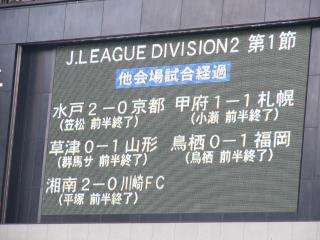 J.LEAGUE DIVISION2 第1節
他会場試合経過
水戸2-0京都 甲府1-1札幌
(笠松 前半終了) (小瀬 前半終了)
草津0-1山形 鳥栖0-1福岡
(群馬サ 前半終了) (鳥栖 前半終了)
湘南2-0川崎FC
(平塚 前半終了)